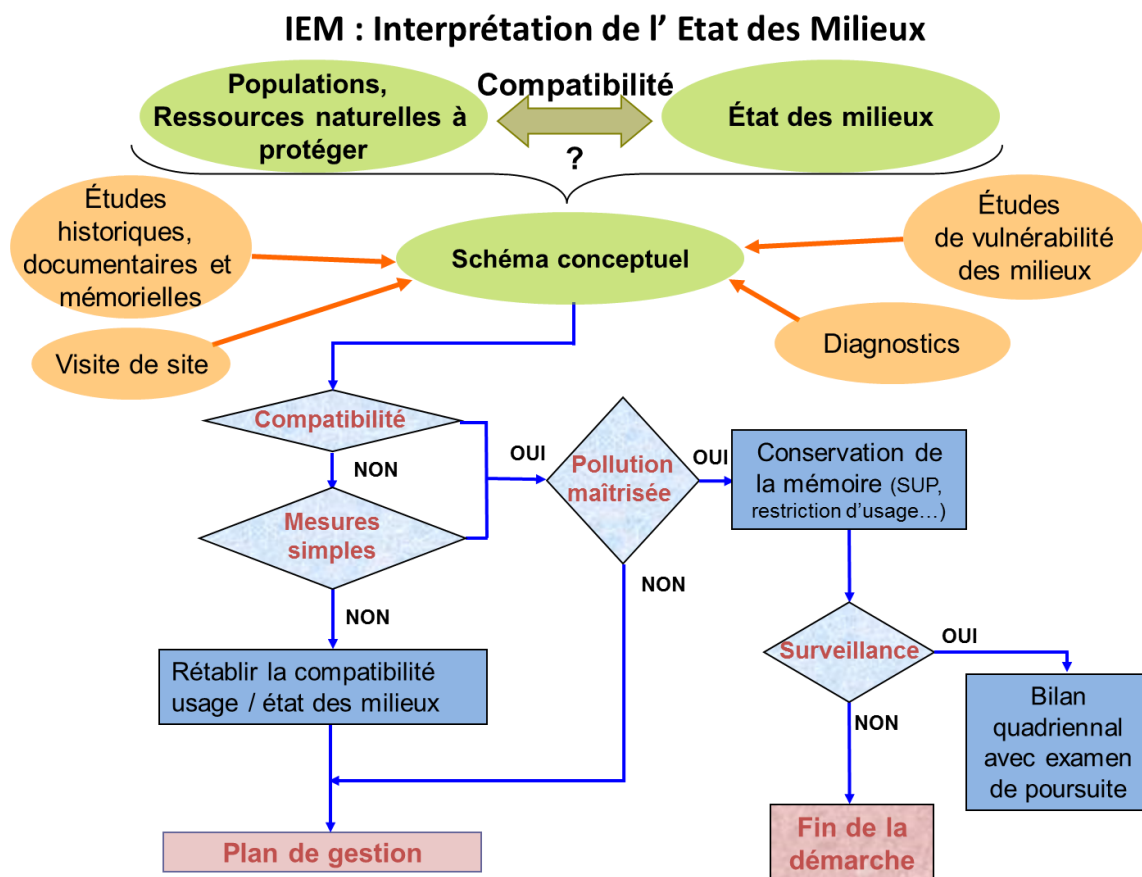 IEM : Interprétation de l’ Etat des Milieux
Populations,
Ressources naturelles à
protéger
Compatibilité
?
État des milieux
Études
historiques,
documentaires et
mémorielles
Schéma conceptuel
Études
de vulnérabilité
des milieux
Visite de site
Diagnostics
Compatibilité
NON
OUI
Mesures
simples
NON
Pollution
maîtrisée
OUI
NON
Conservation de
la mémoire (SUP,
restriction d’usage…)
Rétablir la compatibilité
usage / état des milieux
Surveillance
OUI
NON
Bilan
quadriennal
avec examen
de poursuite
Plan de gestion
Fin de la
démarche